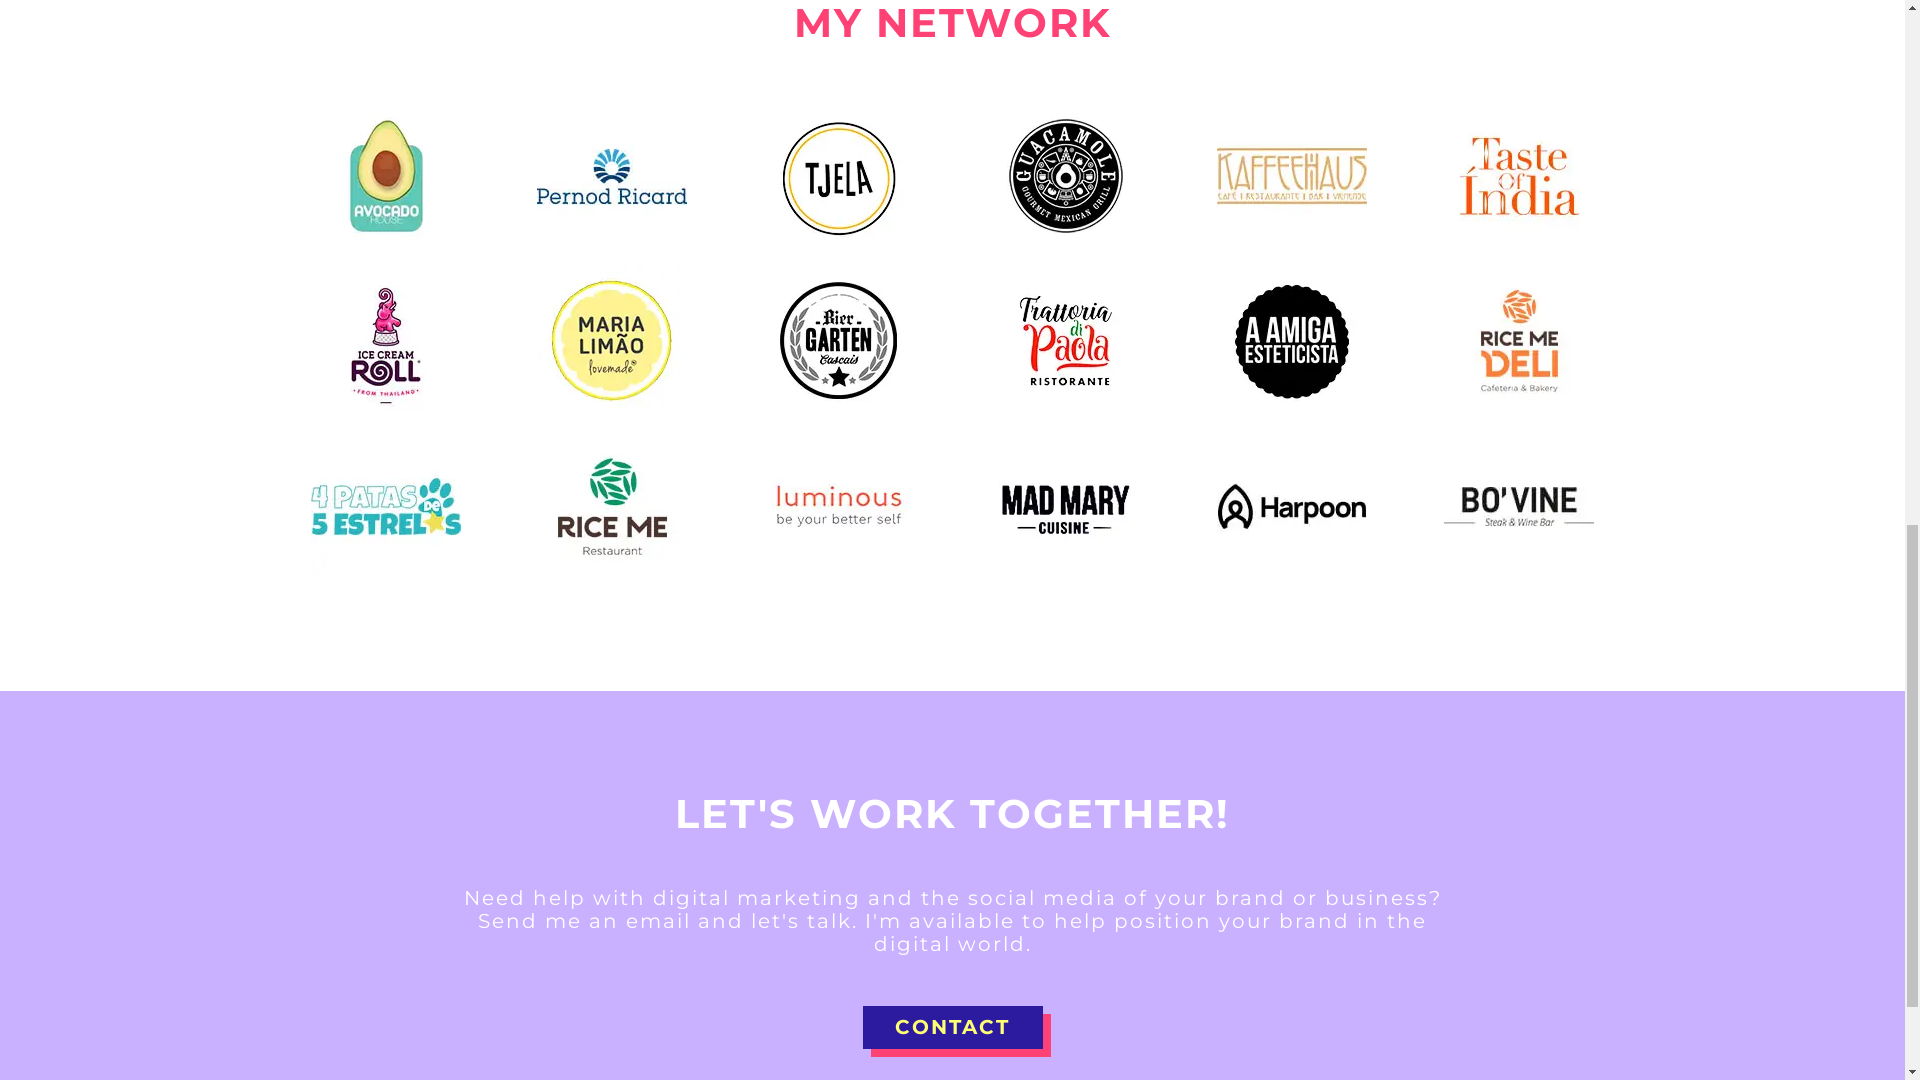 MY NETWORK
AVOCADO
HOUSE
Pernod Ricard
TJELA
GUACAMOLE
GOURMET MEXICAN GRILL
KAFFEEHAUS
CAFÉ | RESTAURANTE | BAR | VIENENSE
Taste
Of
Índia
ICE CREAM
ROLL
•FROM THAILAND•
MARIA
LIMÃO
lovemade
Bier
GARTEN
Cascais
Trattoria
di
Paola
RISTORANTE
A AMIGA
ESTETICISTA
RICE ME
DELI
Cafeteria & Bakery
4 PATAS
DE
5 ESTRELAS
RICE ME
Restaurant
luminous
be your better self
MAD MARY
CUISINE
Harpoon
BO'VINE
Steak & Wine Bar
LET'S WORK TOGETHER!
Need help with digital marketing and the social media of your brand or business?
Send me an email and let's talk. I'm available to help position your brand in the
digital world.
CONTACT